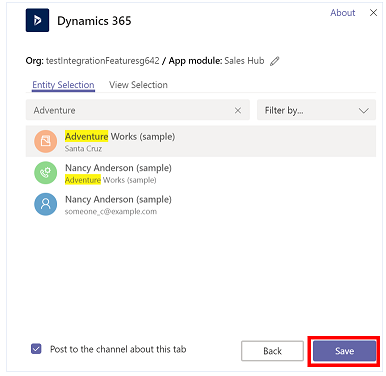 Dynamics 365
About
Org: testIntegrationFeaturesg642 / App module: Sales Hub
Entity Selection View Selection
Adventure
Filter by...
Adventure Works (sample)
Santa Cruz
Nancy Anderson (sample)
Adventure Works (sample)
Nancy Anderson (sample)
someone_c@example.com
Post to the channel about this tab
Back
Save